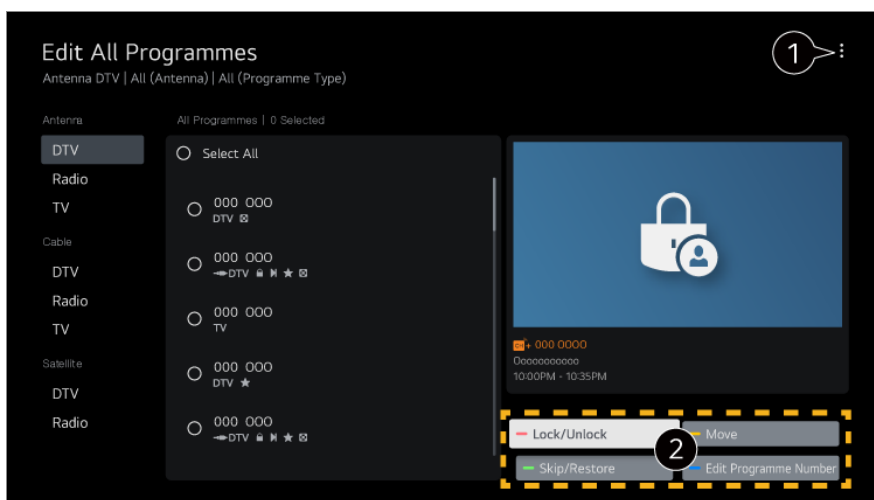 Edit All Programmes
Antenna DTV | All (Antenna) | All (Programme Type)
1
Antenna
DTV
Radio
TV
Cable
DTV
Radio
TV
Satellite
DTV
Radio
All Programmes | 0 Selected
Select All
000 000
DTV
000 000
DTV
000 000
TV
000 000
DTV
000 000
DTV
CH+ 000 0000
Ooooooooooo
10:00PM - 10:35PM
Lock/Unlock
Move
2
Skip/Restore
Edit Programme Number